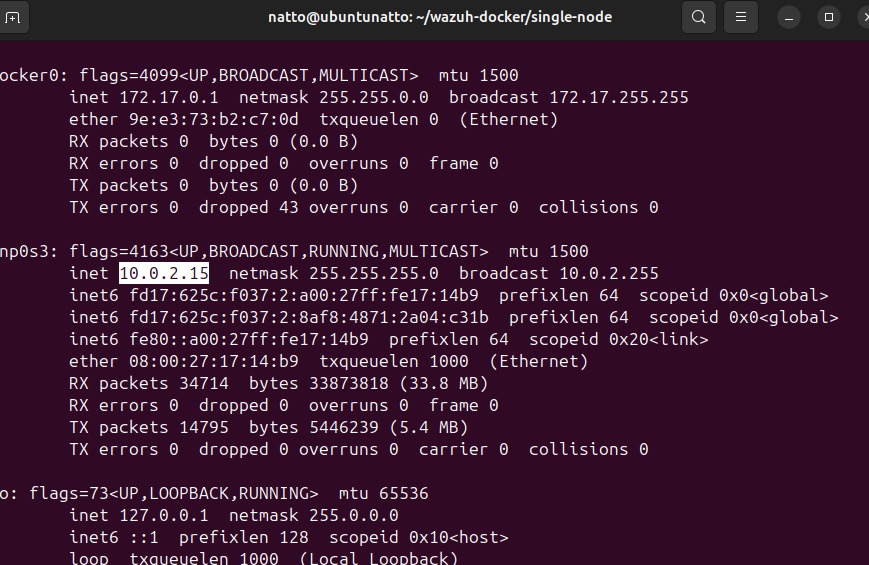 natto@ubuntunatto: ~/wazuh-docker/single-node
ocker0: flags=4099<UP,BROADCAST,MULTICAST>  mtu 1500
inet 172.17.0.1  netmask 255.255.0.0  broadcast 172.17.255.255
ether 9e:e3:73:b2:c7:0d  txqueuelen 0  (Ethernet)
RX packets 0  bytes 0 (0.0 B)
RX errors 0  dropped 0  overruns 0  frame 0
TX packets 0  bytes 0 (0.0 B)
TX errors 0  dropped 43 overruns 0  carrier 0  collisions 0
np0s3: flags=4163<UP,BROADCAST,RUNNING,MULTICAST>  mtu 1500
inet 10.0.2.15  netmask 255.255.255.0  broadcast 10.0.2.255
inet6 fd17:625c:f037:2:a00:27ff:fe17:14b9  prefixlen 64  scopeid 0x0<global>
inet6 fd17:625c:f037:2:8af8:4871:2a04:c31b  prefixlen 64  scopeid 0x0<global>
inet6 fe80::a00:27ff:fe17:14b9  prefixlen 64  scopeid 0x20<link>
ether 08:00:27:17:14:b9  txqueuelen 1000  (Ethernet)
RX packets 34714  bytes 33873818 (33.8 MB)
RX errors 0  dropped 0  overruns 0  frame 0
TX packets 14795  bytes 5446239 (5.4 MB)
TX errors 0  dropped 0 overruns 0  carrier 0  collisions 0
o: flags=73<UP,LOOPBACK,RUNNING>  mtu 65536
inet 127.0.0.1  netmask 255.0.0.0
inet6 ::1  prefixlen 128  scopeid 0x10<host>
loop  txqueuelen 1000  (Local Loopback)